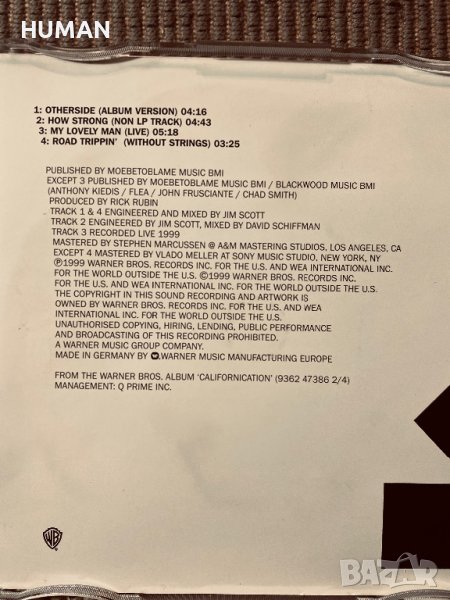 HUMAN
1: OTHERSIDE (ALBUM VERSION) 04:16
2: HOW STRONG (NON LP TRACK) 04:43
3: MY LOVELY MAN (LIVE) 05:18
4: ROAD TRIPPIN' (WITHOUT STRINGS) 03:25
PUBLISHED BY MOEBETOBLAME MUSIC BMI
EXCEPT 3 PUBLISHED BY MOEBETOBLAME MUSIC BMI / BLACKWOOD MUSIC BMI
(ANTHONY KIEDIS / FLEA / JOHN FRUSCIANTE / CHAD SMITH)
PRODUCED BY RICK RUBIN
TRACK 1 & 4 ENGINEERED AND MIXED BY JIM SCOTT
TRACK 2 ENGINEERED BY JIM SCOTT, MIXED BY DAVID SCHIFFMAN
TRACK 3 RECORDED LIVE 1999
MASTERED BY STEPHEN MARCUSSEN @ A&M MASTERING STUDIOS, LOS ANGELES, CA
EXCEPT 4 MASTERED BY VLADO MELLER AT SONY MUSIC STUDIO, NEW YORK, NY
℗1999 WARNER BROS. RECORDS INC. FOR THE U.S. AND WEA INTERNATIONAL INC.
FOR THE WORLD OUTSIDE THE U.S. ©1999 WARNER BROS. RECORDS INC.
FOR THE U.S. AND WEA INTERNATIONAL INC. FOR THE WORLD OUTSIDE THE U.S.
THE COPYRIGHT IN THIS SOUND RECORDING AND ARTWORK IS
OWNED BY WARNER BROS. RECORDS INC. FOR THE U.S. AND WEA
INTERNATIONAL INC. FOR THE WORLD OUTSIDE THE U.S.
UNAUTHORISED COPYING, HIRING, LENDING, PUBLIC PERFORMANCE
AND BROADCASTING OF THIS RECORDING PROHIBITED.
A WARNER MUSIC GROUP COMPANY.
MADE IN GERMANY BY WARNER MUSIC MANUFACTURING EUROPE
FROM THE WARNER BROS. ALBUM 'CALIFORNICATION' (9362 47386 2/4)
MANAGEMENT: Q PRIME INC.
WB
BAZAR